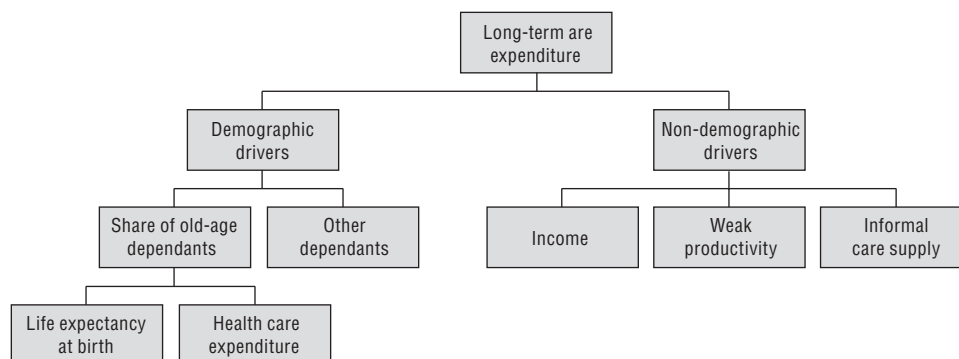 Long-term are
expenditure
Demographic
drivers
Non-demographic
drivers
Share of old-age
dependants
Other
dependants
Income
Weak
productivity
Informal
care supply
Life expectancy
at birth
Health care
expenditure